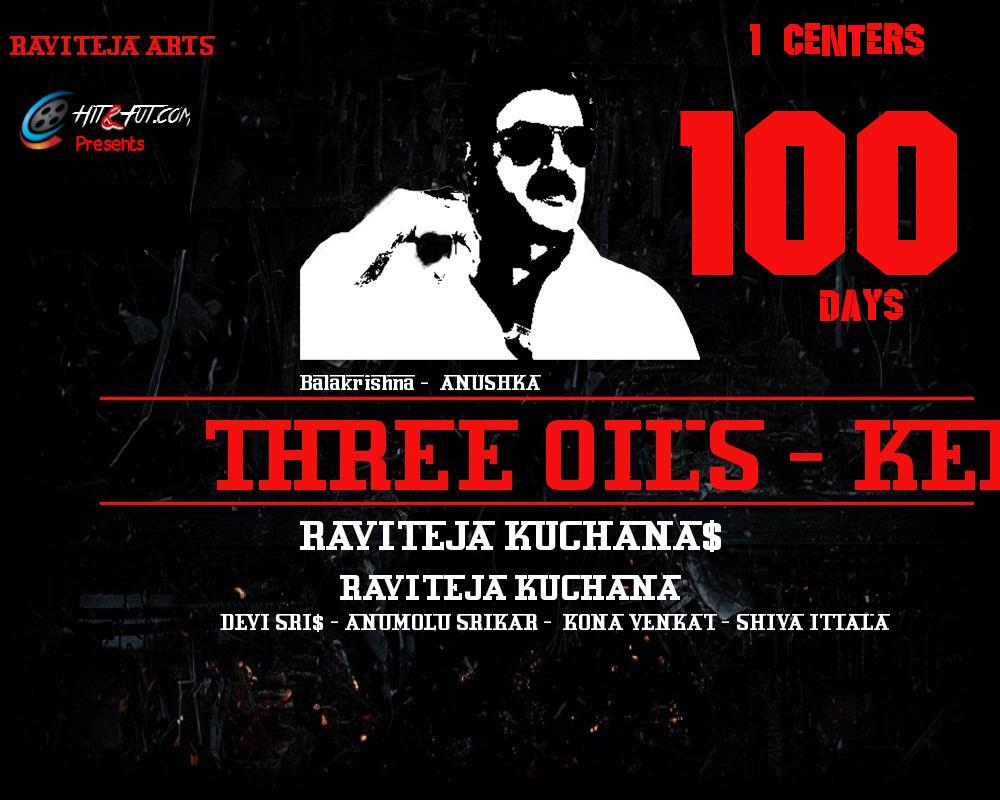 RAVITEJA ARTS
1 CENTERS
HIT&FUT.COM
Presents
100
DAYS
Balakrishna - ANUSHKA
THREE OILS -
RAVITEJA KUCHANA$
RAVITEJA KUCHANA
DEVI SRI$ - ANUMOLU SRIKAR - KONA VENKAT - SHIVA ITTALA